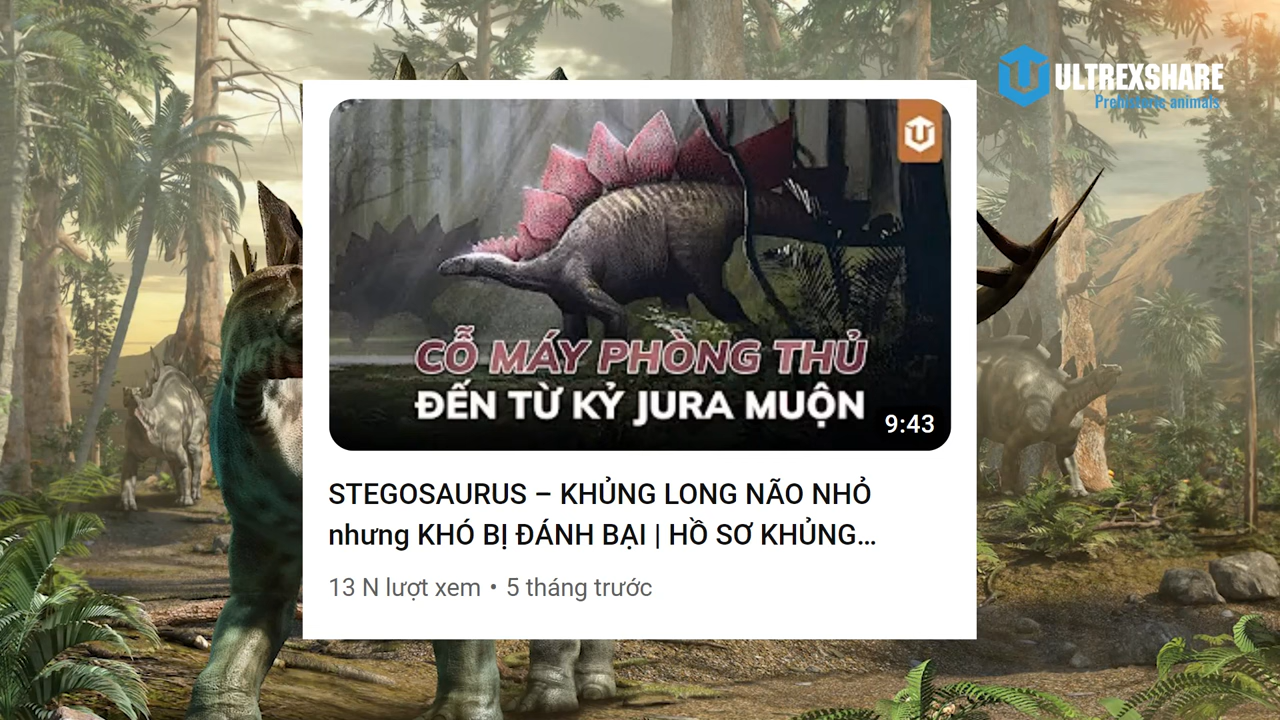 ULTREXSHARE
Prehistoric animals
CỖ MÁY PHÒNG THỦ
ĐẾN TỪ KỶ JURA MUỘN
9:43
STEGOSAURUS – KHỦNG LONG NÃO NHỎ
nhưng KHÓ BỊ ĐÁNH BẠI | HỒ SƠ KHỦNG...
13 N lượt xem • 5 tháng trước